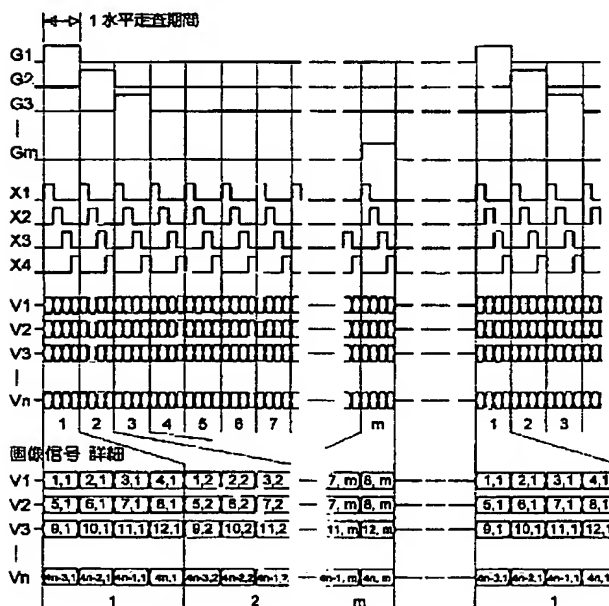 1 水平走査期間
G1
G2
G3
Gm
X1
X2
X3
X4
V1
V2
V3
Vn
1 2 3 4 5 6 7 m 1 2 3
画像信号 詳細
V1 1,1 2,1 3,1 4,1 1,2 2,2 3,2 7, m 8, m 1,1 2,1 3,1 4,1
V2 5,1 6,1 7,1 8,1 5,2 6,2 7,2 7, m 8, m 5,1 6,1 7,1 8,1
V3 9,1 10,1 11,1 12,1 9,2 10,2 11,2 11, m 12, m 9,1 10,1 11,1 12,1
Vn 4n-3,1 4n-2,1 4n-1,1 4n,1 4n-3,2 4n-2,2 4n-1,2 4n-1, m 4n, m 4n-3,1 4n-2,1 4n-1,1 4n,1
1 2 m 1